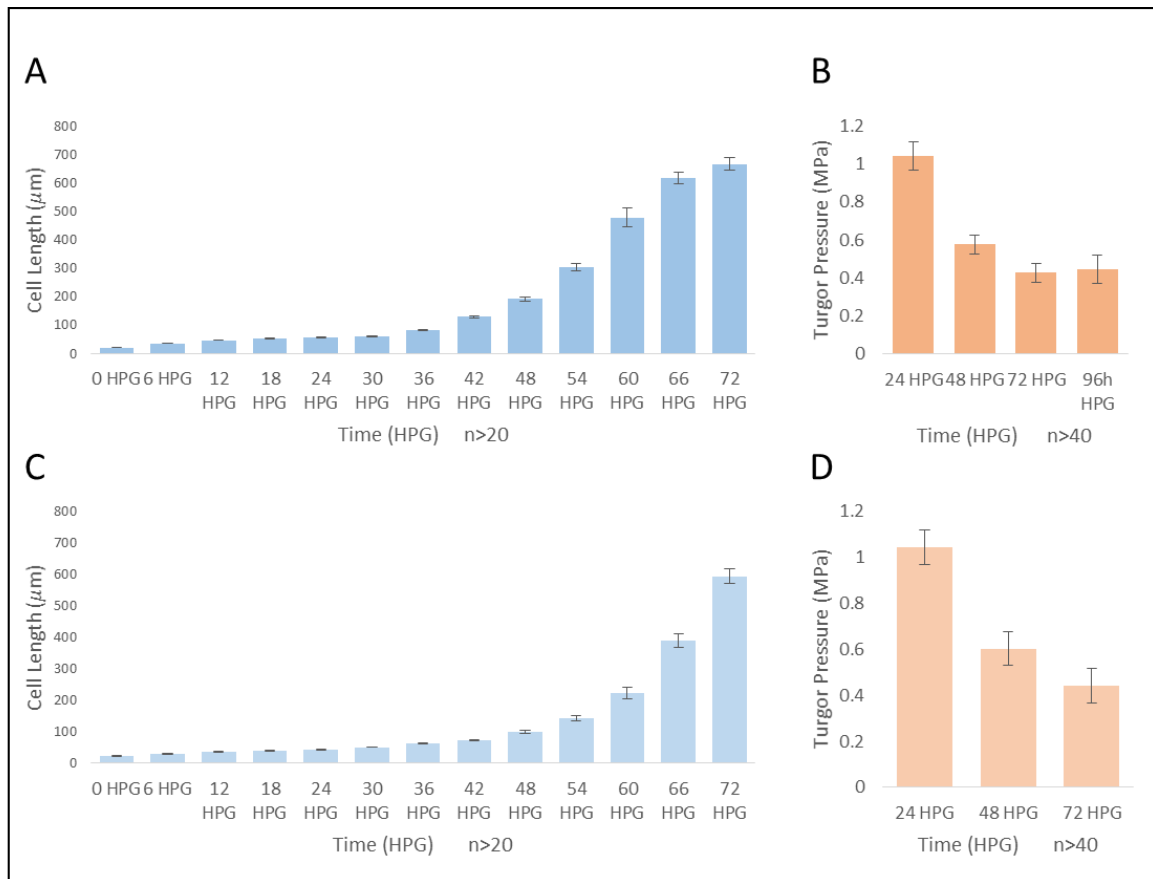 A
Cell Length (μm)
800
700
600
500
400
300
200
100
0
0 HPG 6 HPG 12 18 24 30 36 42 48 54 60 66 72
HPG HPG HPG HPG HPG HPG HPG HPG HPG HPG HPG
Time (HPG) n>20
B
Turgor Pressure (MPa)
1.2
1
0.8
0.6
0.4
0.2
0
24 HPG 48 HPG 72 HPG 96h
HPG
Time (HPG) n>40
C
Cell Length (μm)
800
700
600
500
400
300
200
100
0
0 HPG 6 HPG 12 18 24 30 36 42 48 54 60 66 72
HPG HPG HPG HPG HPG HPG HPG HPG HPG HPG HPG
Time (HPG) n>20
D
Turgor Pressure (MPa)
1.2
1
0.8
0.6
0.4
0.2
0
24 HPG 48 HPG 72 HPG
Time (HPG) n>40